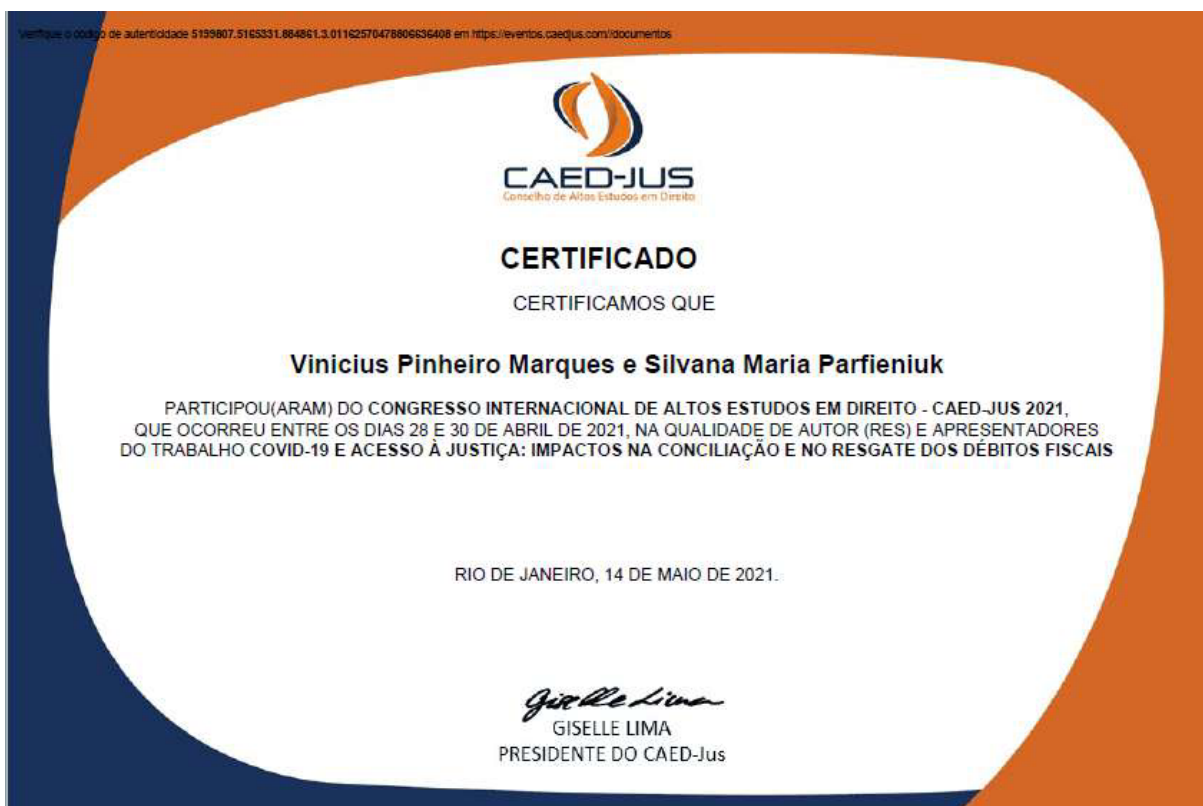 Verifique o código de autenticidade 5199807.5165331.884861.3.01162570478806636408 em https://eventos.caedjus.com//documentos
CAED-JUS
Conselho de Altos Estudos em Direito
CERTIFICADO
CERTIFICAMOS QUE
Vinicius Pinheiro Marques e Silvana Maria Parfieniuk
PARTICIPOU(ARAM) DO CONGRESSO INTERNACIONAL DE ALTOS ESTUDOS EM DIREITO - CAED-JUS 2021,
QUE OCORREU ENTRE OS DIAS 28 E 30 DE ABRIL DE 2021, NA QUALIDADE DE AUTOR (RES) E APRESENTADORES
DO TRABALHO COVID-19 E ACESSO À JUSTIÇA: IMPACTOS NA CONCILIAÇÃO E NO RESGATE DOS DÉBITOS FISCAIS
RIO DE JANEIRO, 14 DE MAIO DE 2021.
Giselle Lima
GISELLE LIMA
PRESIDENTE DO CAED-Jus